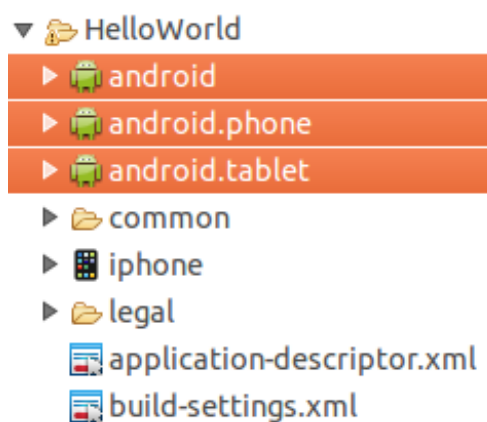 HelloWorld
android
android.phone
android.tablet
common
iphone
legal
application-descriptor.xml
build-settings.xml